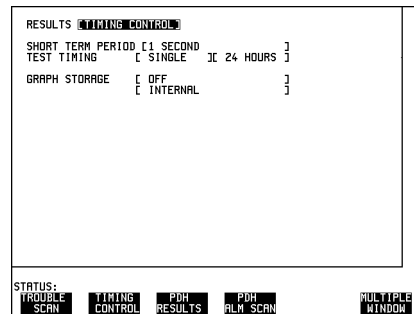 RESULTS [TIMING CONTROL]
SHORT TERM PERIOD [1 SECOND ]
TEST TIMING [ SINGLE ][ 24 HOURS ]
GRAPH STORAGE [ OFF ]
[ INTERNAL ]
STATUS:
TROUBLE TIMING PDH PDH MULTIPLE
SCAN CONTROL RESULTS ALM SCAN WINDOW